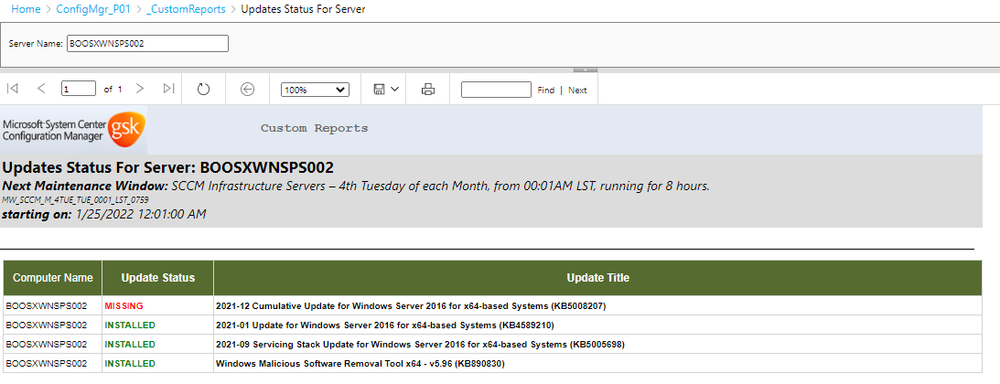 Home > ConfigMgr_P01 > _CustomReports > Updates Status For Server
Server Name: BOOSXWNSPS002
1 of 1 100% Find | Next
Microsoft System Center
Configuration Manager
gsk
Custom Reports
Updates Status For Server: BOOSXWNSPS002
Next Maintenance Window: SCCM Infrastructure Servers – 4th Tuesday of each Month, from 00:01AM LST, running for 8 hours.
MW_SCCM_M_4TUE_TUE_0001_LST_0759
starting on: 1/25/2022 12:01:00 AM
Computer Name Update Status Update Title
BOOSXWNSPS002 MISSING 2021-12 Cumulative Update for Windows Server 2016 for x64-based Systems (KB5008207)
BOOSXWNSPS002 INSTALLED 2021-01 Update for Windows Server 2016 for x64-based Systems (KB4589210)
BOOSXWNSPS002 INSTALLED 2021-09 Servicing Stack Update for Windows Server 2016 for x64-based Systems (KB5005698)
BOOSXWNSPS002 INSTALLED Windows Malicious Software Removal Tool x64 - v5.96 (KB890830)